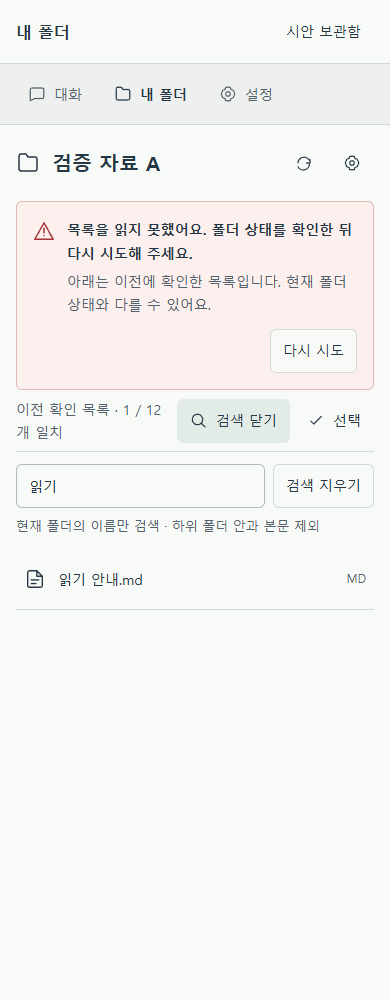 내 폴더
시안 보관함
대화
내 폴더
설정
검증 자료 A
목록을 읽지 못했어요. 폴더 상태를 확인한 뒤
다시 시도해 주세요.
아래는 이전에 확인한 목록입니다. 현재 폴더
상태와 다를 수 있어요.
다시 시도
이전 확인 목록 · 1 / 12
개 일치
검색 닫기
선택
읽기
검색 지우기
현재 폴더의 이름만 검색 · 하위 폴더 안과 본문 제외
읽기 안내.md
MD